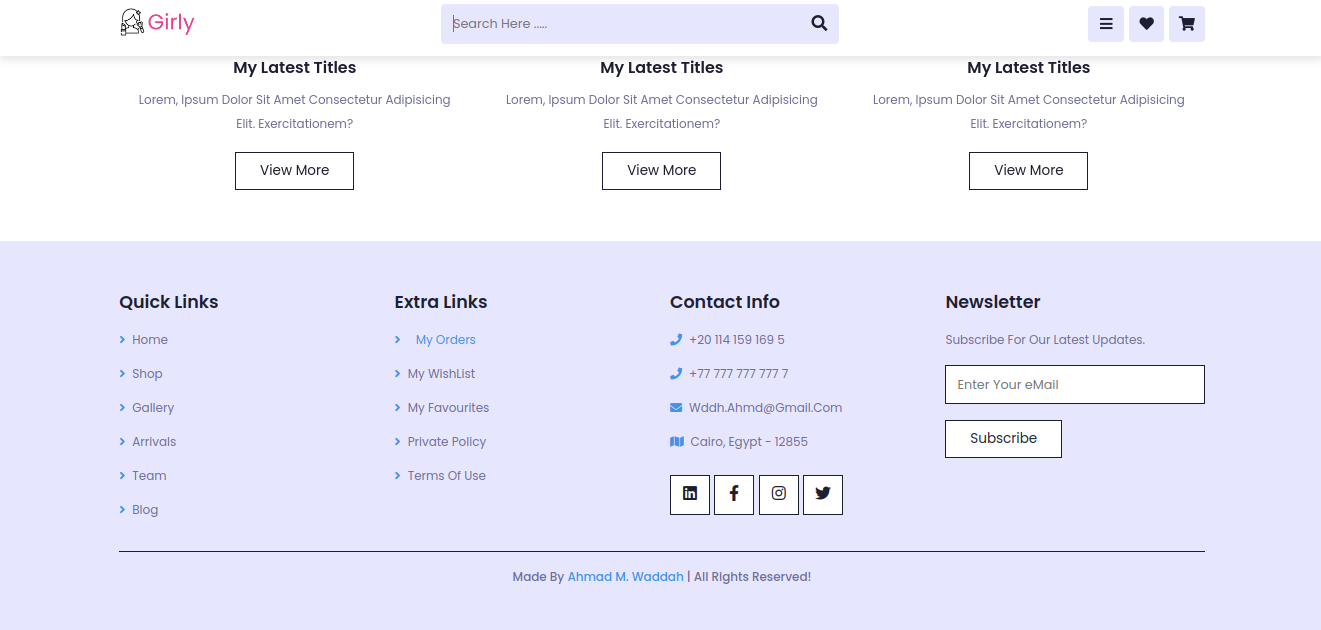 Girly
Search Here .....
My Latest Titles
Lorem, Ipsum Dolor Sit Amet Consectetur Adipisicing
Elit. Exercitationem?
View More
My Latest Titles
Lorem, Ipsum Dolor Sit Amet Consectetur Adipisicing
Elit. Exercitationem?
View More
My Latest Titles
Lorem, Ipsum Dolor Sit Amet Consectetur Adipisicing
Elit. Exercitationem?
View More
Quick Links
Home
Shop
Gallery
Arrivals
Team
Blog
Extra Links
My Orders
My WishList
My Favourites
Private Policy
Terms Of Use
Contact Info
+20 114 159 169 5
+77 777 777 777 7
Wddh.Ahmd@Gmail.Com
Cairo, Egypt - 12855
Newsletter
Subscribe For Our Latest Updates.
Enter Your eMail
Subscribe
Made By Ahmad M. Waddah | All RIghts Reserved!